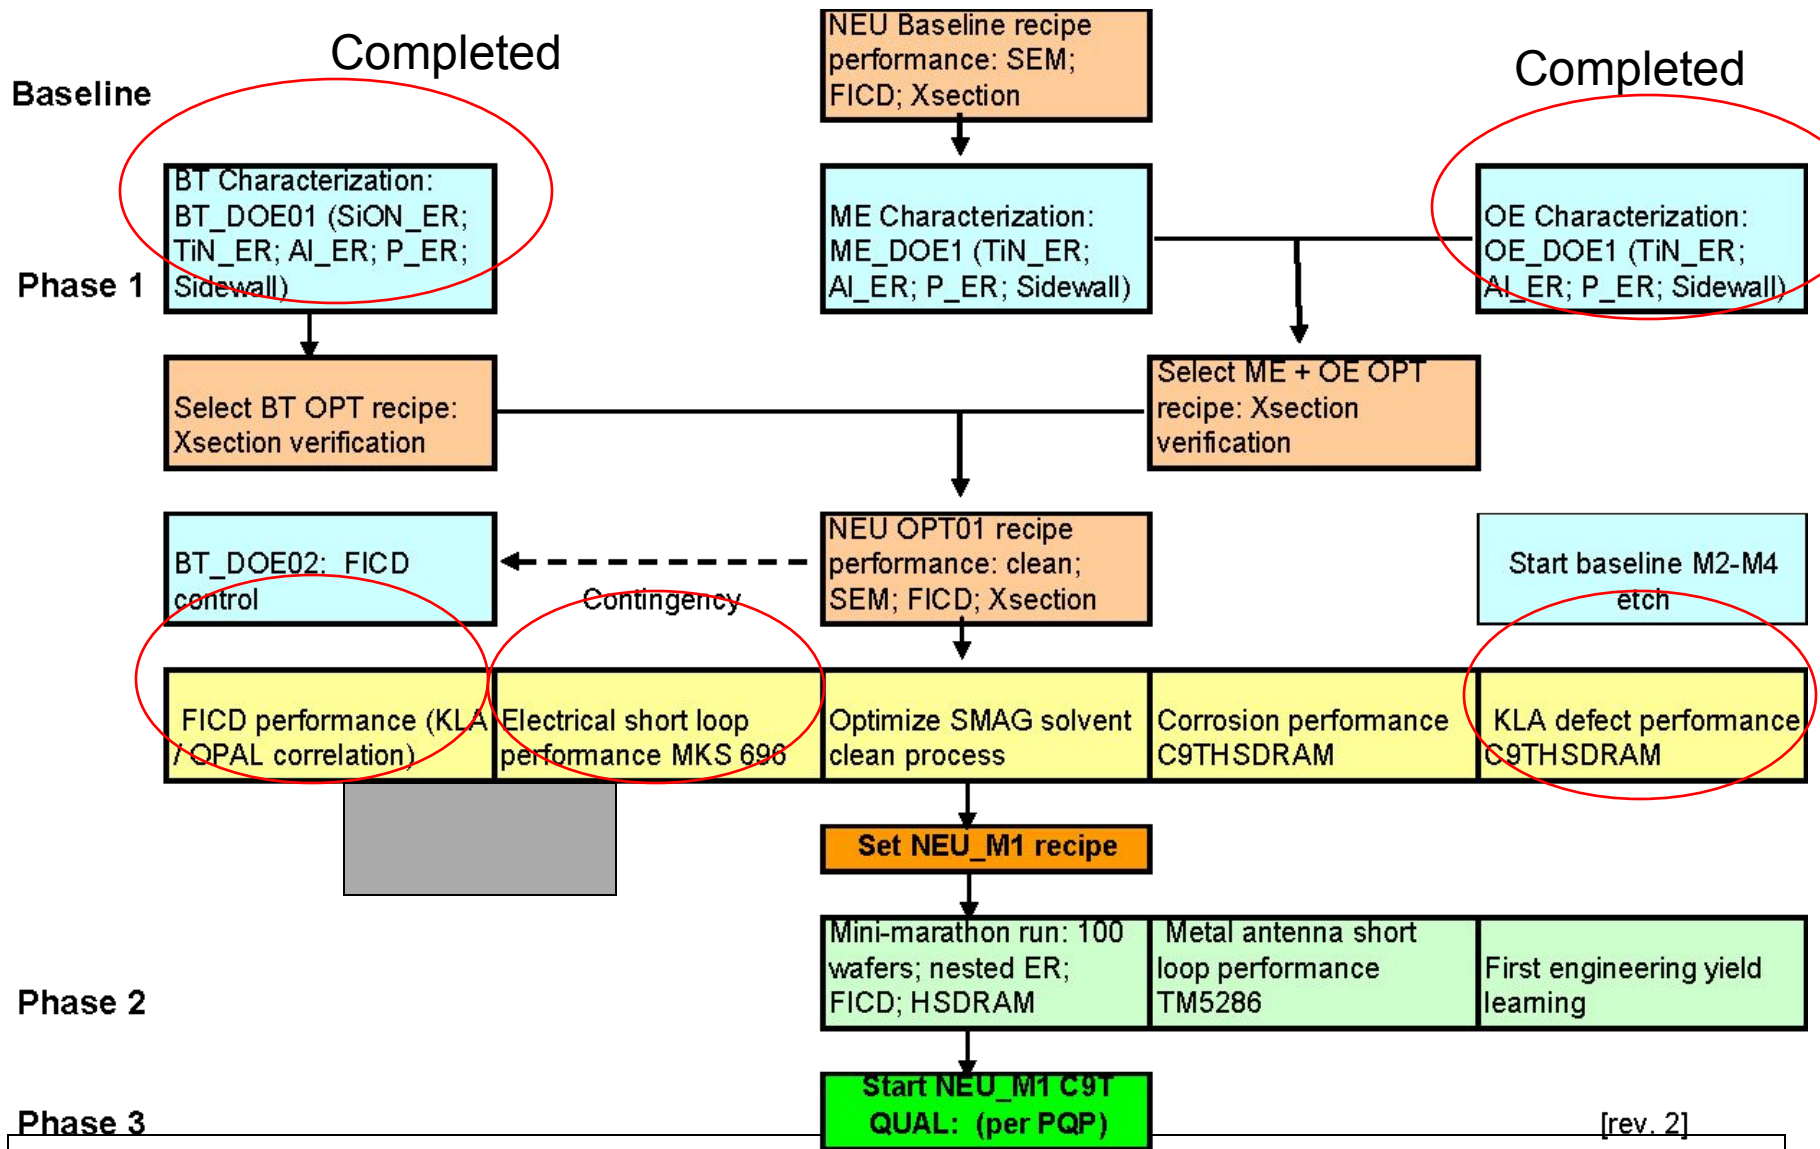 Completed
NEU Baseline recipe
performance: SEM;
FICD; Xsection
Completed
Baseline
BT Characterization:
BT_DOE01 (SiON_ER;
TiN_ER; Al_ER; P_ER;
Sidewall)
ME Characterization:
ME_DOE1 (TiN_ER;
Al_ER; P_ER; Sidewall)
OE Characterization:
OE_DOE1 (TiN_ER;
Al_ER; P_ER; Sidewall)
Phase 1
Select BT OPT recipe:
Xsection verification
Select ME + OE OPT
recipe: Xsection
verification
BT_DOE02: FICD
control
Contingency
NEU OPT01 recipe
performance: clean;
SEM; FICD; Xsection
Start baseline M2-M4
etch
FICD performance (KLA
/ OPAL correlation)
Electrical short loop
performance MKS 696
Optimize SMAG solvent
clean process
Corrosion performance
C9THSDRAM
KLA defect performance
C9THSDRAM
Set NEU_M1 recipe
Phase 2
Mini-marathon run: 100
wafers; nested ER;
FICD; HSDRAM
Metal antenna short
loop performance
TM5286
First engineering yield
learning
Phase 3
Start NEU_M1 C9T
QUAL: (per PQP)
[rev. 2]